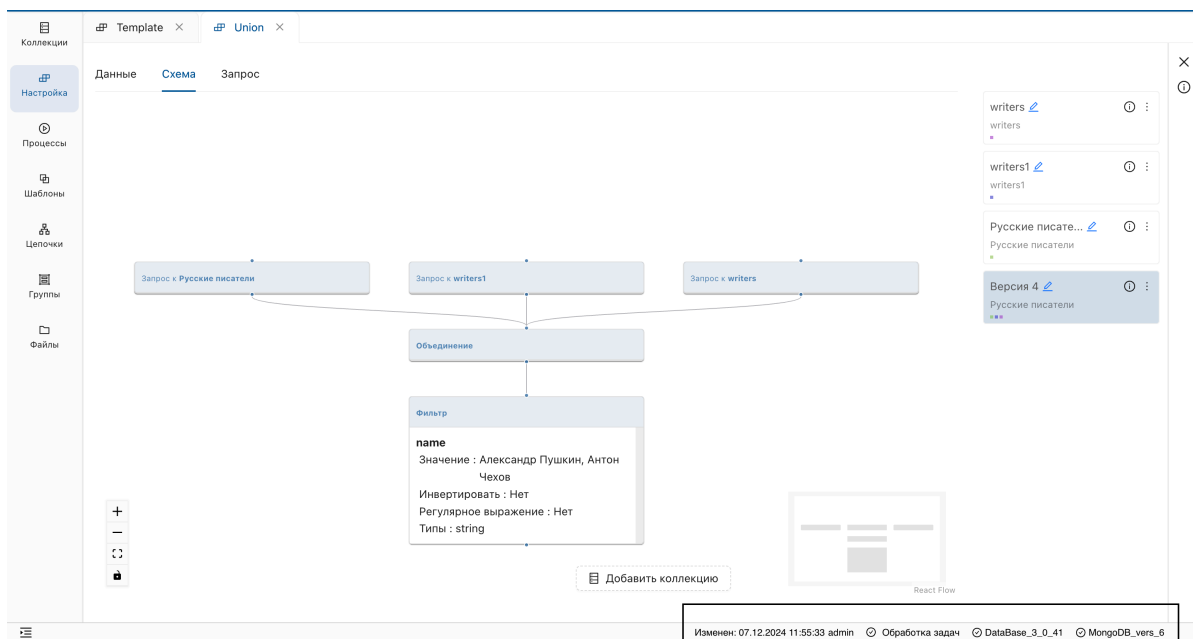 Коллекции
Настройка
Процессы
Шаблоны
Цепочки
Группы
Файлы
Template
Union
Данные Схема Запрос
Запрос к Русские писатели
Запрос к writers1
Запрос к writers
Объединение
Фильтр
name
Значение : Александр Пушкин, Антон
Чехов
Инвертировать : Нет
Регулярное выражение : Нет
Типы : string
Добавить коллекцию
React Flow
writers
writers
writers1
writers1
Русские писате...
Русские писатели
Версия 4
Русские писатели
Изменен: 07.12.2024 11:55:33 admin Обработка задач DataBase_3_0_41 MongoDB_vers_6